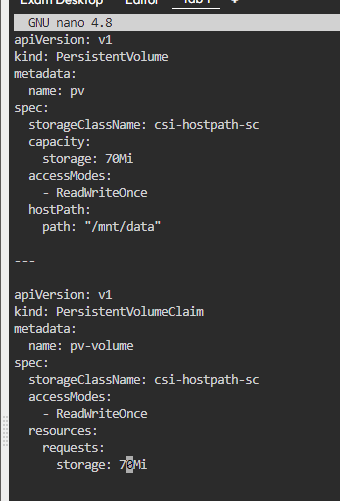 Exam Desktop Editor Tab 1 +
GNU nano 4.8
apiVersion: v1
kind: PersistentVolume
metadata:
  name: pv
spec:
  storageClassName: csi-hostpath-sc
  capacity:
    storage: 70Mi
  accessModes:
    - ReadWriteOnce
  hostPath:
    path: "/mnt/data"
---
apiVersion: v1
kind: PersistentVolumeClaim
metadata:
  name: pv-volume
spec:
  storageClassName: csi-hostpath-sc
  accessModes:
    - ReadWriteOnce
  resources:
    requests:
      storage: 70Mi